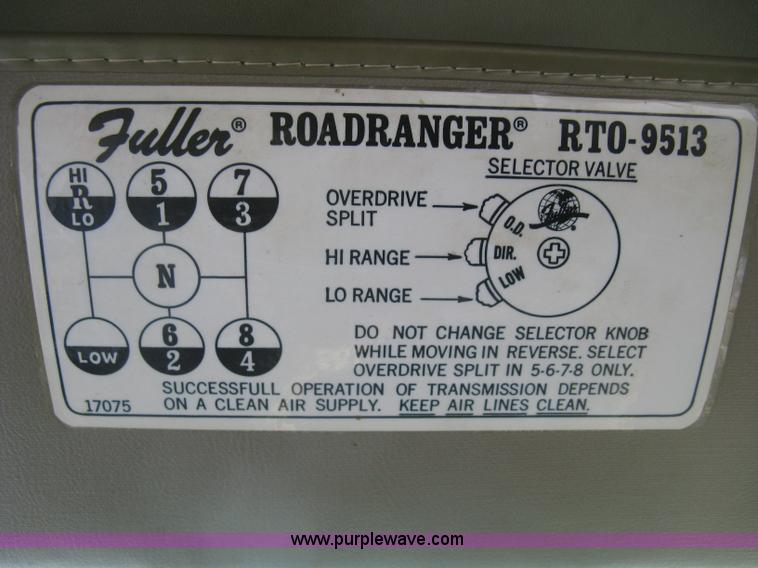 Fuller® ROADRANGER® RTO-9513
SELECTOR VALVE
HI
R
LO
5
1
7
3
N
LOW
6
2
8
4
OVERDRIVE
SPLIT
HI RANGE
LO RANGE
O.D.
DIR.
LOW
Fuller®
DO NOT CHANGE SELECTOR KNOB
WHILE MOVING IN REVERSE. SELECT
OVERDRIVE SPLIT IN 5-6-7-8 ONLY.
SUCCESSFULL OPERATION OF TRANSMISSION DEPENDS
ON A CLEAN AIR SUPPLY. KEEP AIR LINES CLEAN.
17075
www.purplewave.com